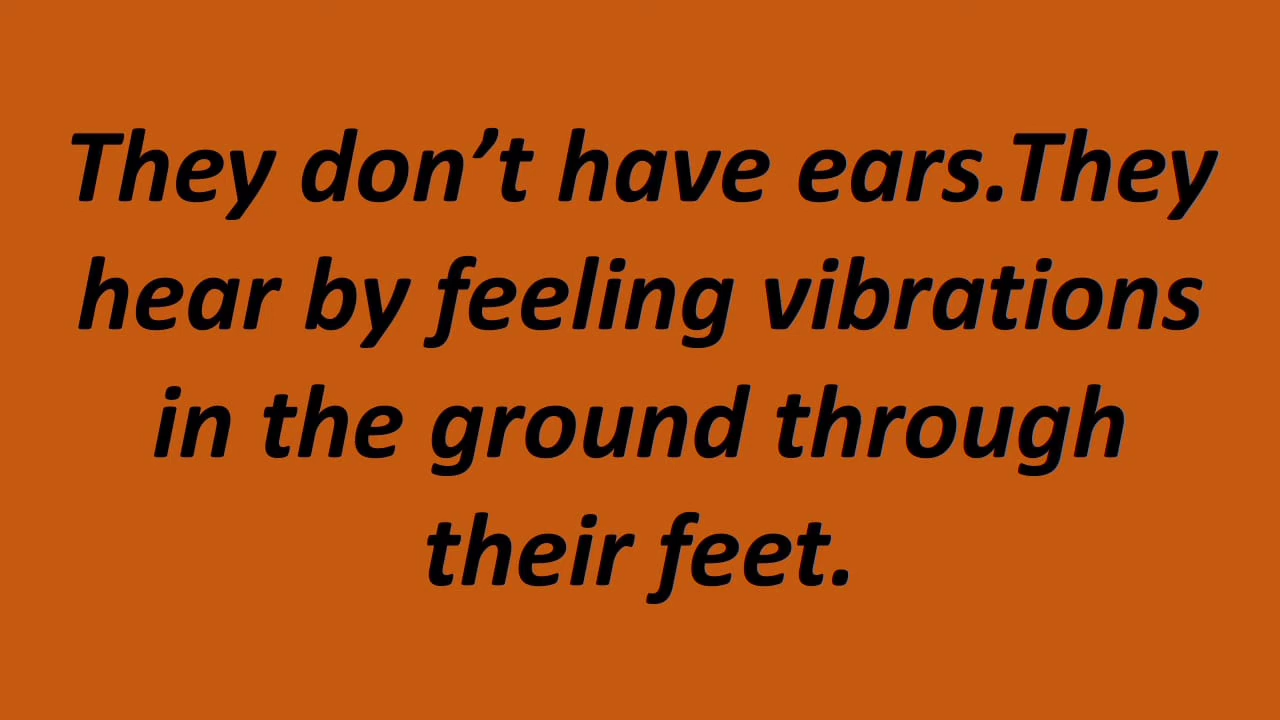 They don’t have ears.They
hear by feeling vibrations
in the ground through
their feet.